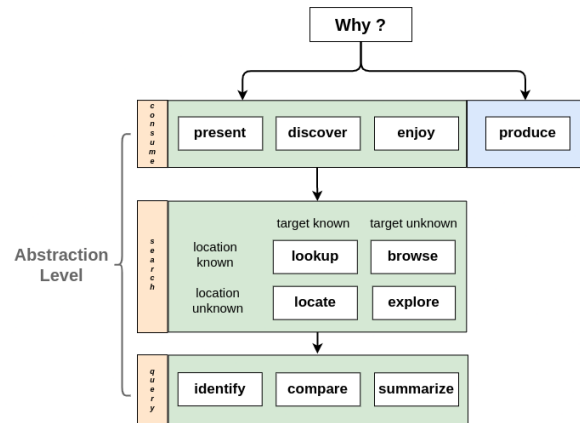 Why ?
consume
present discover enjoy produce
Abstraction
Level
search
target known target unknown
location
known
lookup browse
location
unknown
locate explore
query
identify compare summarize